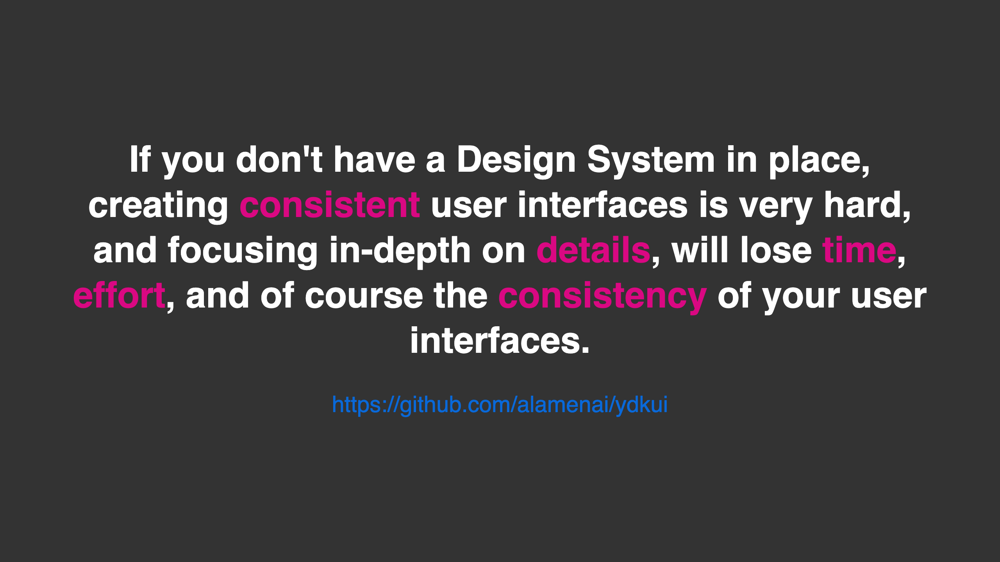 If you don't have a Design System in place,
creating consistent user interfaces is very hard,
and focusing in-depth on details, will lose time,
effort, and of course the consistency of your user
interfaces.
https://github.com/alamenai/ydkui